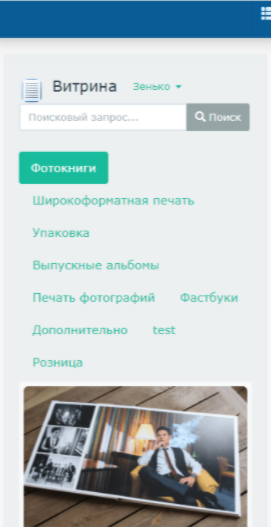 Витрина Зенько
Поисковый запрос... Поиск
Фотокниги
Широкоформатная печать
Упаковка
Выпускные альбомы
Печать фотографий Фастбуки
Дополнительно test
Розница